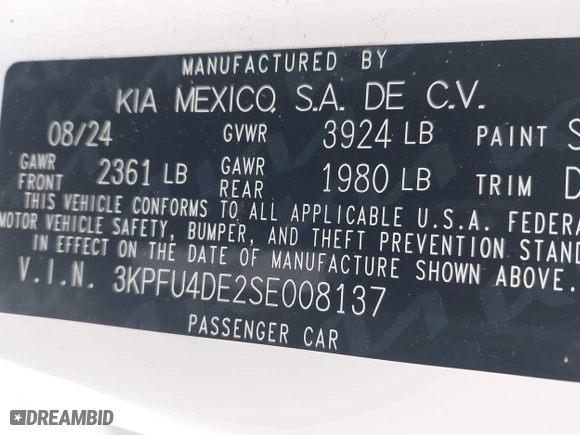 MANUFACTURED BY
KIA MEXICO, S.A. DE C.V.
08/24 GVWR 3924 LB PAINT S
GAWR FRONT 2361 LB GAWR REAR 1980 LB TRIM D
THIS VEHICLE CONFORMS TO ALL APPLICABLE U.S.A. FEDERA
MOTOR VEHICLE SAFETY, BUMPER, AND THEFT PREVENTION STAND
IN EFFECT ON THE DATE OF MANUFACTURE SHOWN ABOVE.
V.I.N. 3KPFU4DE2SE008137
PASSENGER CAR
DREAMBID